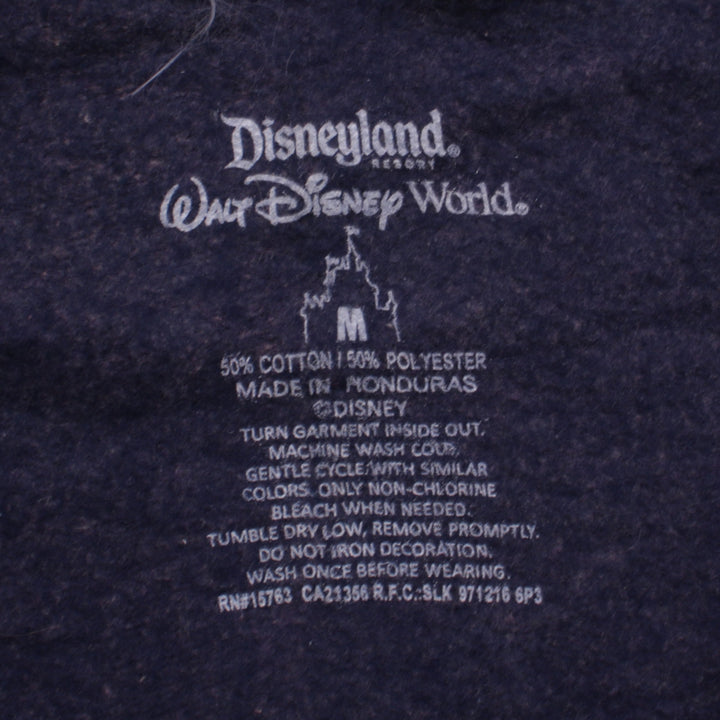 Disneyland®
RESORT
WALT DISNEY World®
M
50% COTTON / 50% POLYESTER
MADE IN HONDURAS
©DISNEY
TURN GARMENT INSIDE OUT.
MACHINE WASH COLD.
GENTLE CYCLE WITH SIMILAR
COLORS. ONLY NON-CHLORINE
BLEACH WHEN NEEDED.
TUMBLE DRY LOW, REMOVE PROMPTLY.
DO NOT IRON DECORATION.
WASH ONCE BEFORE WEARING.
RN#15763 CA21356 R.F.C.:SLK 971216 6P3